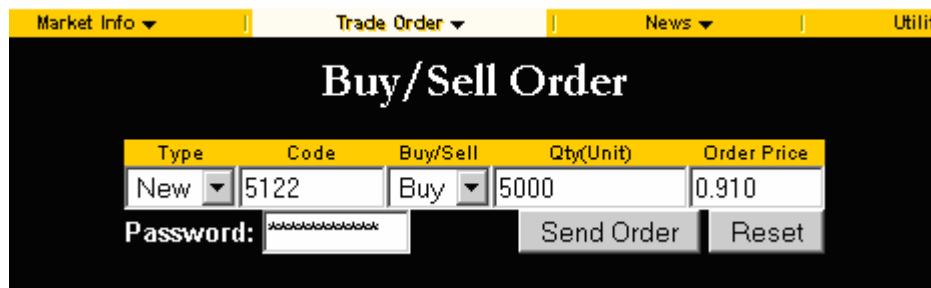 Market Info | Trade Order | News | Utili
Buy/Sell Order
Type Code Buy/Sell Qty(Unit) Order Price
New 5122 Buy 5000 0.910
Password: ************* Send Order Reset